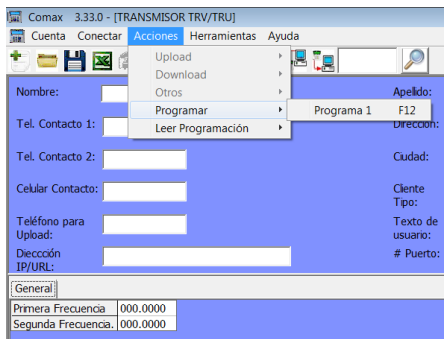 Comax 3.33.0 - [TRANSMISOR TRV/TRU]
Cuenta Conectar Acciones Herramientas Ayuda
Upload
Download
Otros
Programar
Leer Programación
Programa 1 F12
Nombre:
Apelido:
Tel. Contacto 1:
Dirección:
Tel. Contacto 2:
Ciudad:
Celular Contacto:
Cliente
Tipo:
Teléfono para
Upload:
Texto de
usuario:
Dieccción
IP/URL:
# Puerto:
General
Primera Frecuencia 000.0000
Segunda Frecuencia. 000.0000